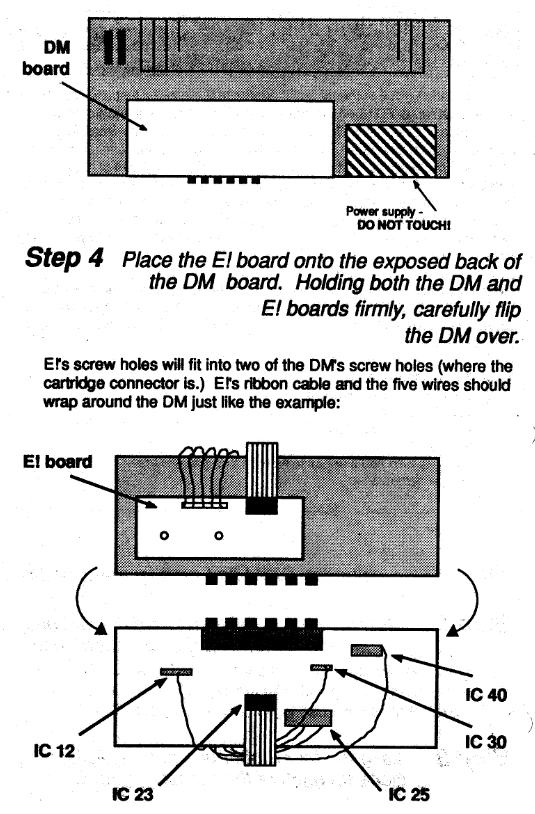 DM
board
Power supply -
DO NOT TOUCH!
Step 4 Place the E! board onto the exposed back of
the DM board. Holding both the DM and
E! boards firmly, carefully flip
the DM over.
E!'s screw holes will fit into two of the DM's screw holes (where the
cartridge connector is.) E!'s ribbon cable and the five wires should
wrap around the DM just like the example:
E! board
IC 40
IC 30
IC 12
IC 23
IC 25